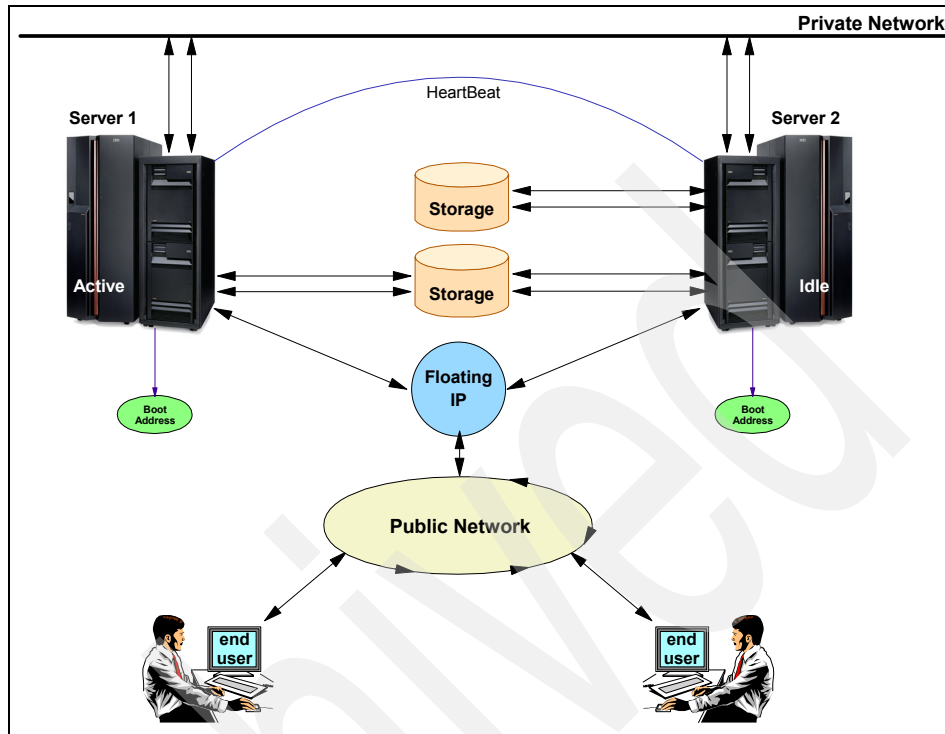 Private Network
HeartBeat
Server 1
Server 2
Storage
Storage
Active
Idle
Floating
IP
Boot
Address
Boot
Address
Public Network
end
user
end
user